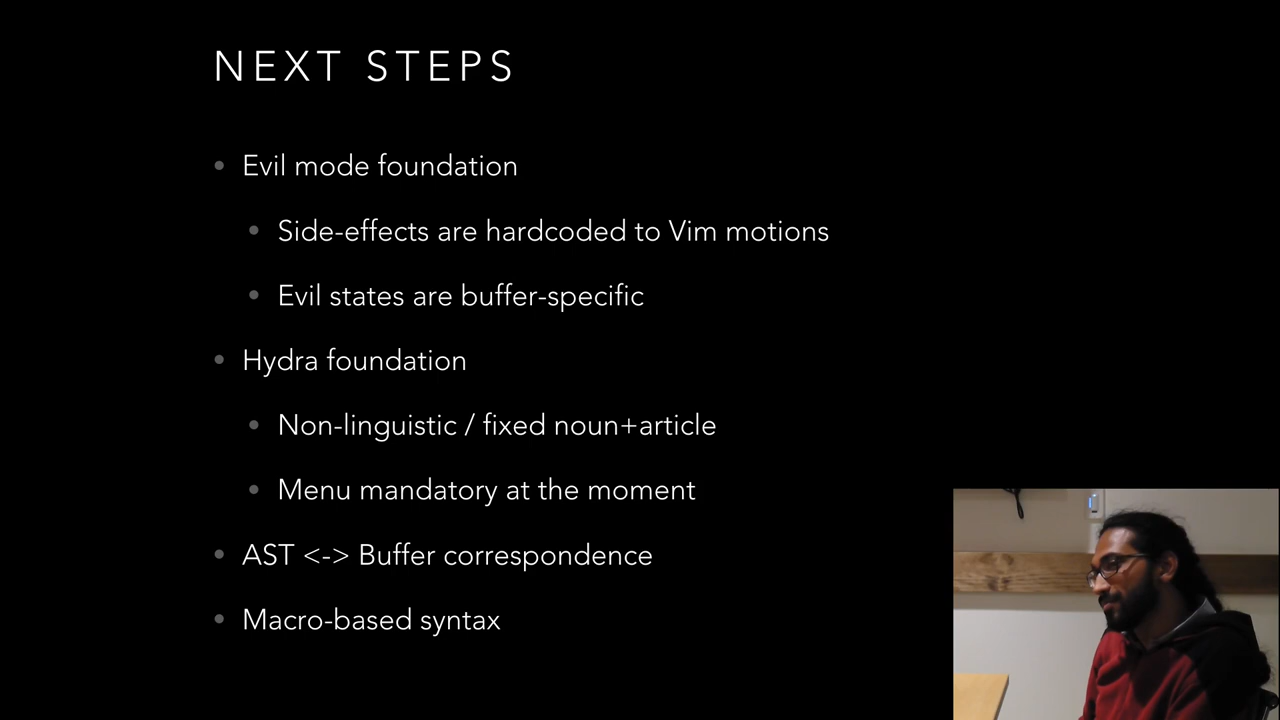 NEXT STEPS
• Evil mode foundation
• Side-effects are hardcoded to Vim motions
• Evil states are buffer-specific
• Hydra foundation
• Non-linguistic / fixed noun+article
• Menu mandatory at the moment
• AST <-> Buffer correspondence
• Macro-based syntax